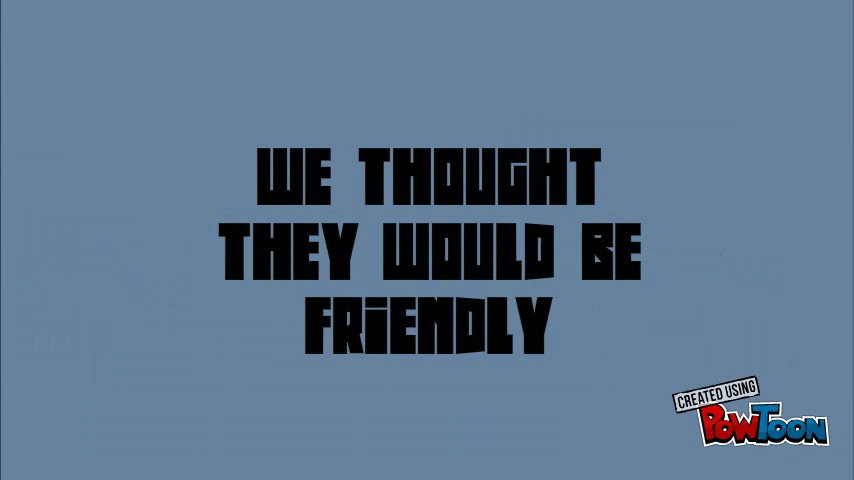 WE THOUGHT
THEY WOULD BE
FRIENDLY
CREATED USING
POWTOON